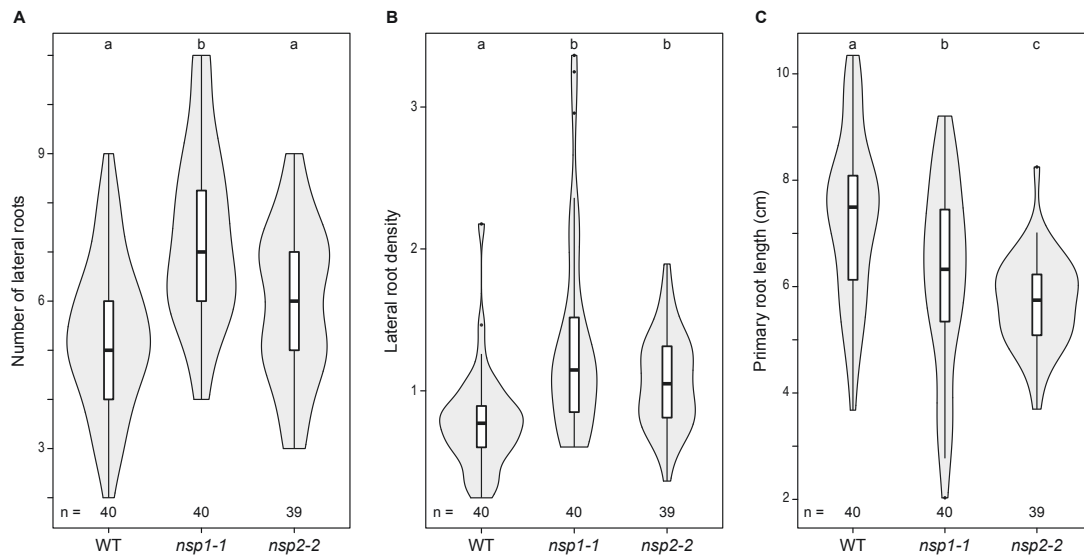 A
a b a
Number of lateral roots
9
6
3
n = 40 40 39
WT nsp1-1 nsp2-2
B
a b b
Lateral root density
3
2
1
n = 40 40 39
WT nsp1-1 nsp2-2
C
a b c
Primary root length (cm)
10
8
6
4
2
n = 40 40 39
WT nsp1-1 nsp2-2